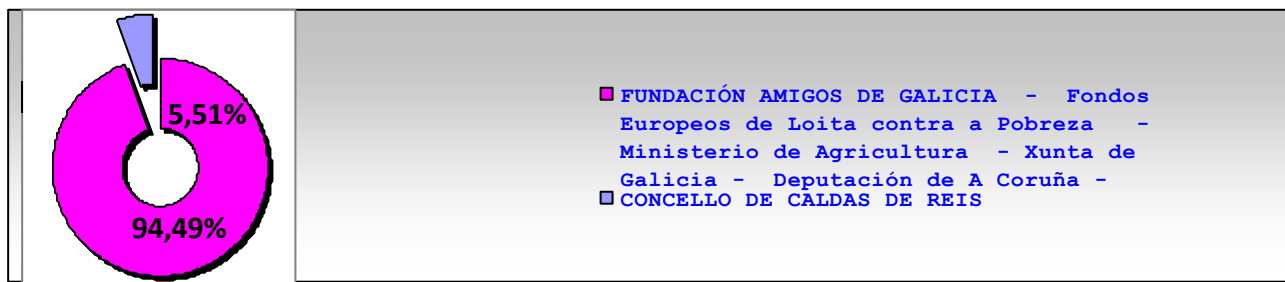 5,51%
94,49%
FUNDACIÓN AMIGOS DE GALICIA - Fondos
Europeos de Loita contra a Pobreza -
Ministerio de Agricultura - Xunta de
Galicia - Deputación de A Coruña -
CONCELLO DE CALDAS DE REIS